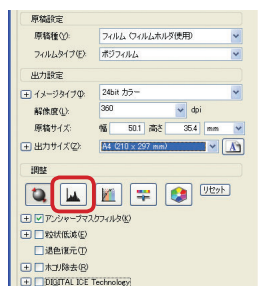 原稿設定
原稿種(Y): フィルム (フィルムホルダ使用)
フィルムタイプ(E): ポジフィルム
出力設定
イメージタイプ(I): 24bit カラー
解像度(L): 360 dpi
原稿サイズ: 幅 50.1 高さ 35.4 mm
出力サイズ(Z): A4 (210 x 297 mm)
調整
リセット
アンシャープマスクフィルタ(K)
粒状低減(E)
退色復元(T)
ホコリ除去(R)
DIGITAL ICE Technology